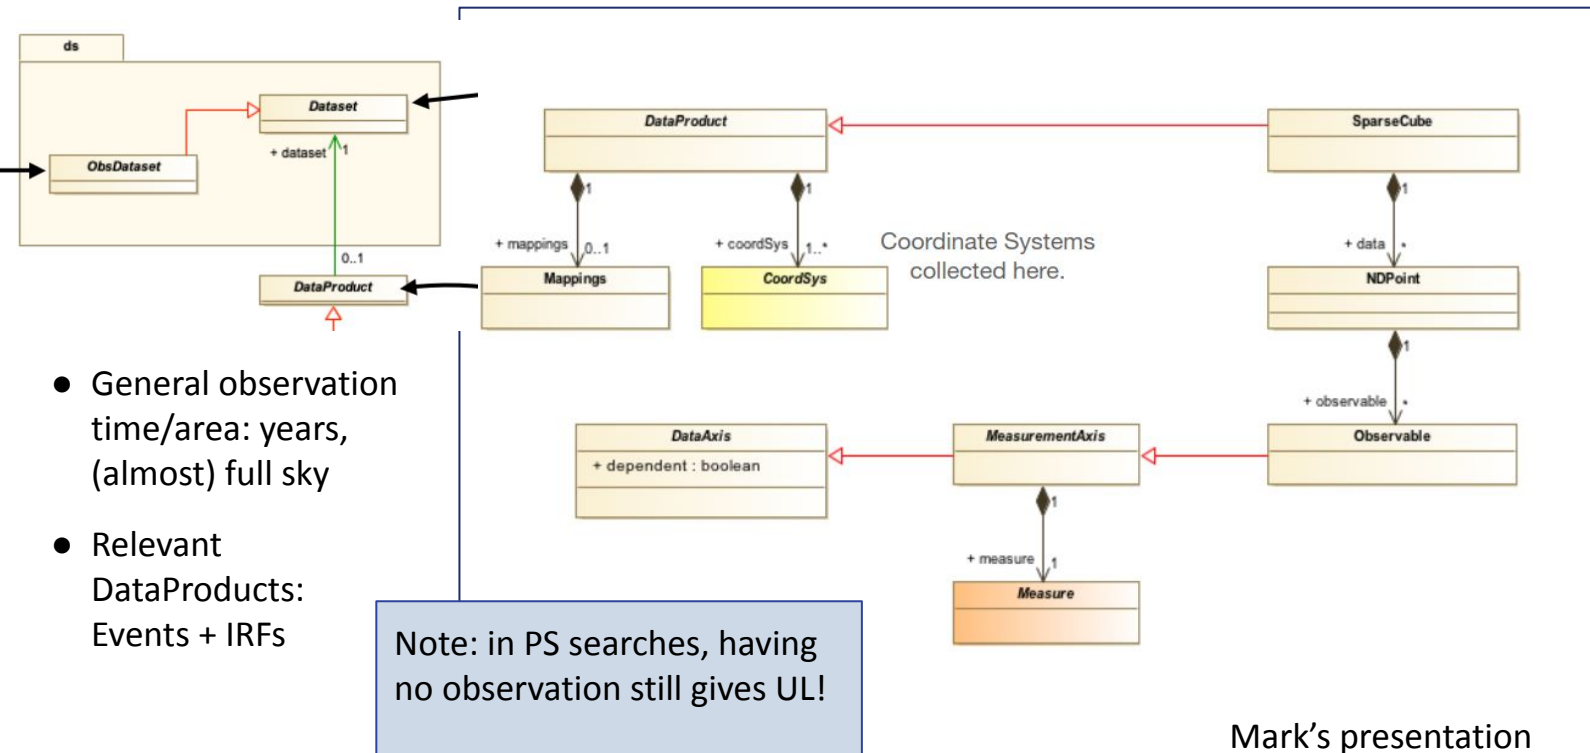 ds
Dataset
+ dataset
1
ObsDataset
0..1
DataProduct
DataProduct
SparseCube
1
1
1
+ mappings
0..1
+ coordSys
1..*
Coordinate Systems
collected here.
+ data
*
Mappings
CoordSys
NDPoint
1
+ observable
*
DataAxis
+ dependent : boolean
MeasurementAxis
Observable
1
+ measure
1
Measure
● General observation
time/area: years,
(almost) full sky
● Relevant
DataProducts:
Events + IRFs
Note: in PS searches, having
no observation still gives UL!
Mark's presentation